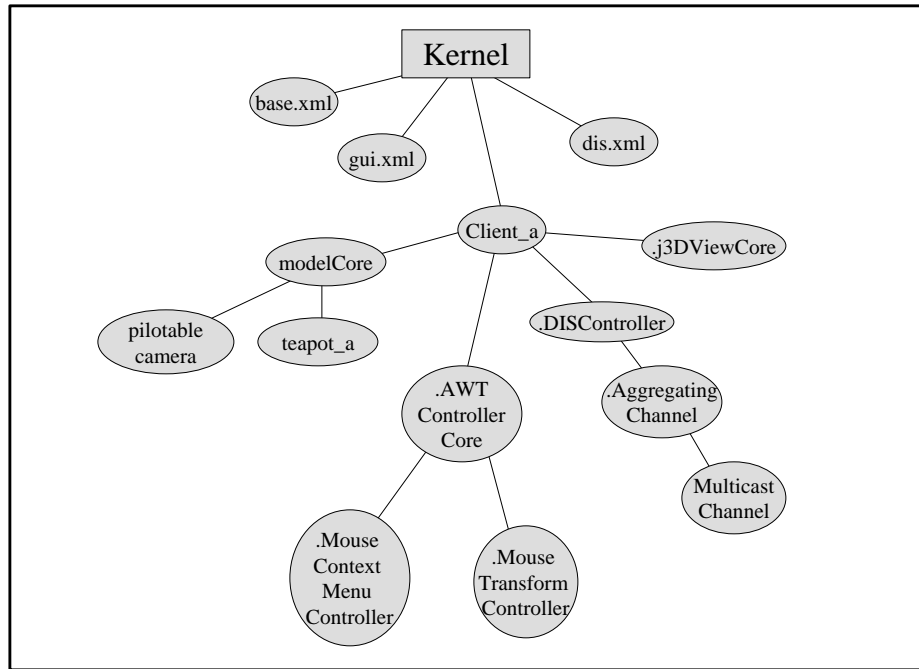 Kernel
base.xml
gui.xml
dis.xml
Client_a
.j3DViewCore
modelCore
pilotable
camera
teapot_a
.DISController
.AWT
Controller
Core
.Aggregating
Channel
Multicast
Channel
.Mouse
Context
Menu
Controller
.Mouse
Transform
Controller